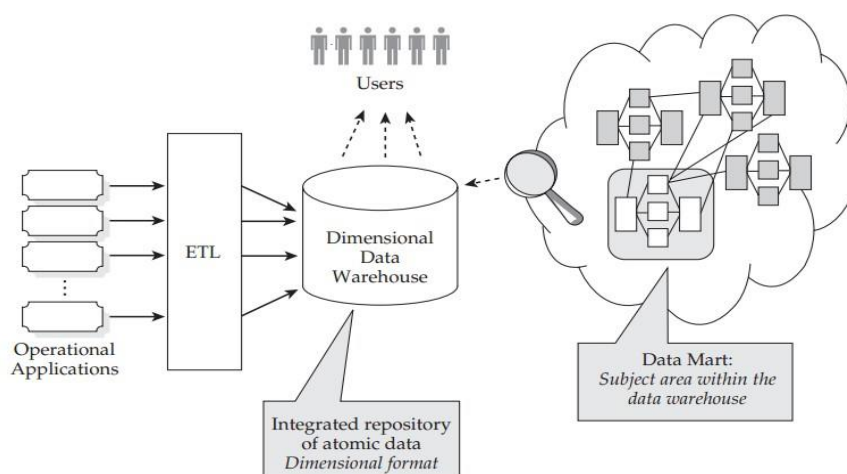 Users
ETL
Dimensional
Data
Warehouse
Operational
Applications
Data Mart:
Subject area within the
data warehouse
Integrated repository
of atomic data
Dimensional format